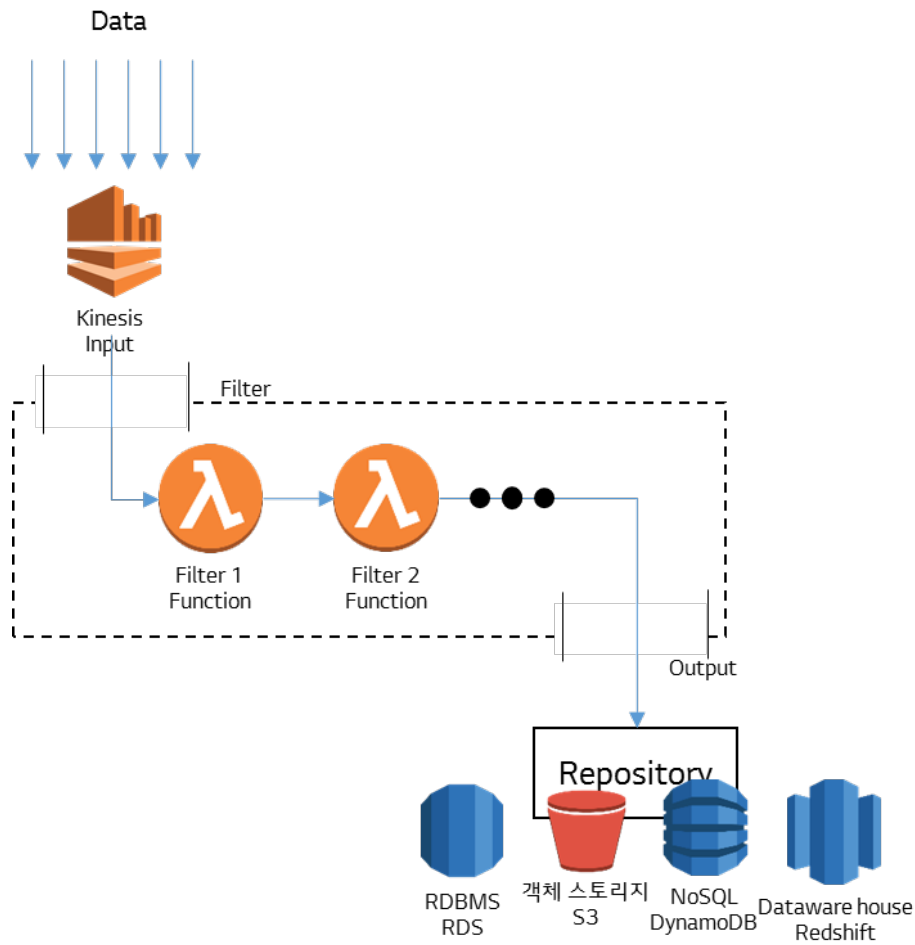 Data
Kinesis
Input
Filter
Filter 1
Function
Filter 2
Function
Output
Repository
RDBMS
RDS
객체 스토리지
S3
NoSQL
DynamoDB
Dataware house
Redshift